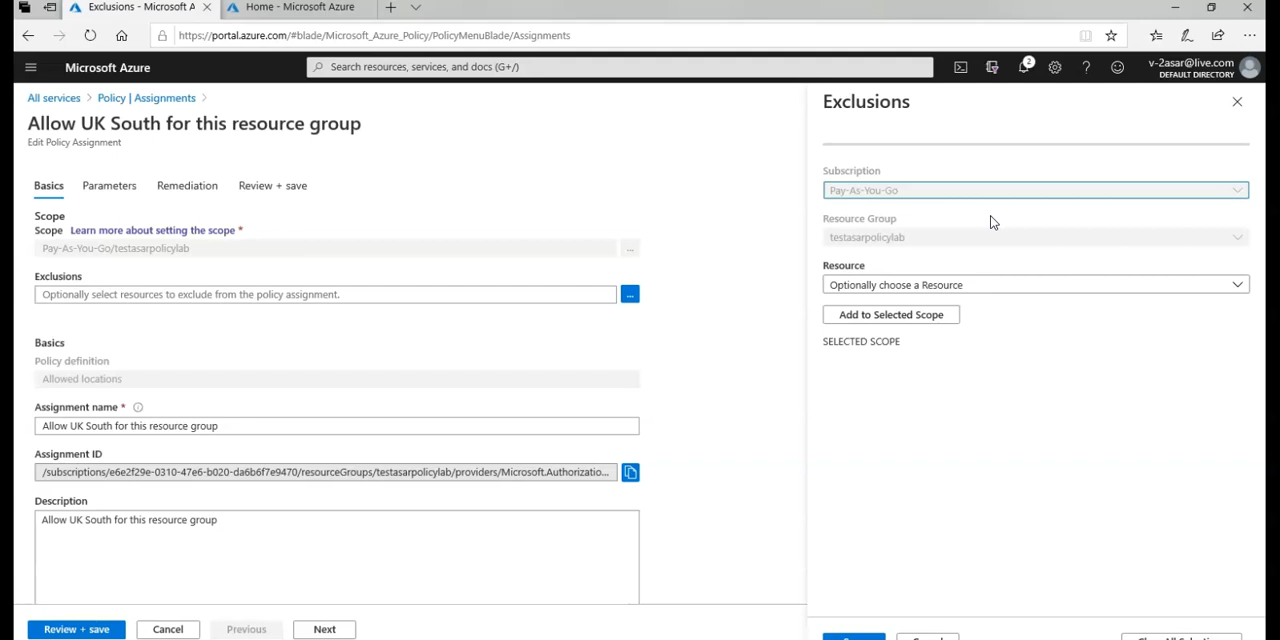 Exclusions - Microsoft A
Home - Microsoft Azure
https://portal.azure.com/#blade/Microsoft_Azure_Policy/PolicyMenuBlade/Assignments
Microsoft Azure
Search resources, services, and docs (G+/)
2
v-2asar@live.com
DEFAULT DIRECTORY
All services > Policy | Assignments >
Allow UK South for this resource group
Edit Policy Assignment
Basics Parameters Remediation Review + save
Scope
Scope Learn more about setting the scope *
Pay-As-You-Go/testasarpolicylab
...
Exclusions
Optionally select resources to exclude from the policy assignment.
...
Basics
Policy definition
Allowed locations
Assignment name *
Allow UK South for this resource group
Assignment ID
/subscriptions/e6e2f29e-0310-47e6-b020-da6b6f7e9470/resourceGroups/testasarpolicylab/providers/Microsoft.Authorizatio...
Description
Allow UK South for this resource group
Review + save Cancel Previous Next
Exclusions
Subscription
Pay-As-You-Go
Resource Group
testasarpolicylab
Resource
Optionally choose a Resource
Add to Selected Scope
SELECTED SCOPE